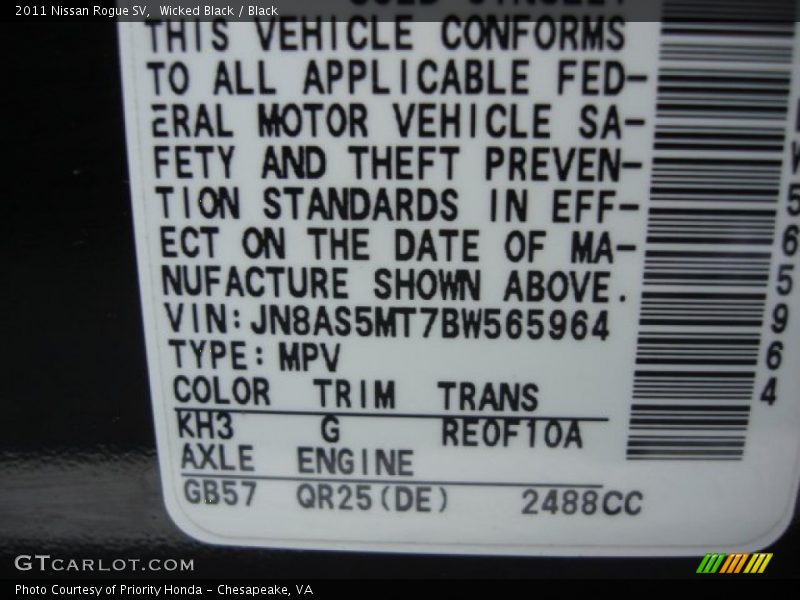 2011 Nissan Rogue SV, Wicked Black / Black
THIS VEHICLE CONFORMS
TO ALL APPLICABLE FED-
ERAL MOTOR VEHICLE SA-
FETY AND THEFT PREVEN-
TION STANDARDS IN EFF-
ECT ON THE DATE OF MA-
NUFACTURE SHOWN ABOVE.
VIN:JN8AS5MT7BW565964
TYPE:MPV
COLOR TRIM TRANS
KH3 G RE0F10A
AXLE ENGINE
GB57 QR25(DE) 2488CC
W565964
GTCARLOT.COM
Photo Courtesy of Priority Honda - Chesapeake, VA